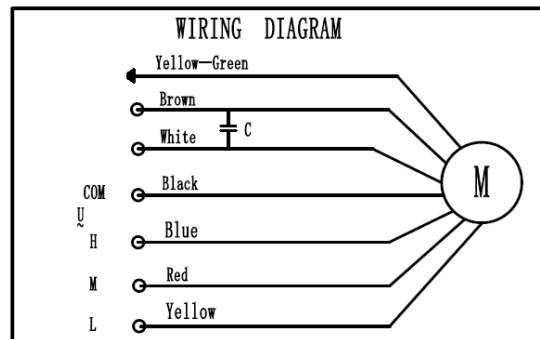 WIRING DIAGRAM
Yellow—Green
Brown
C
White
COM Black
U
~
H Blue
M Red
L Yellow
M